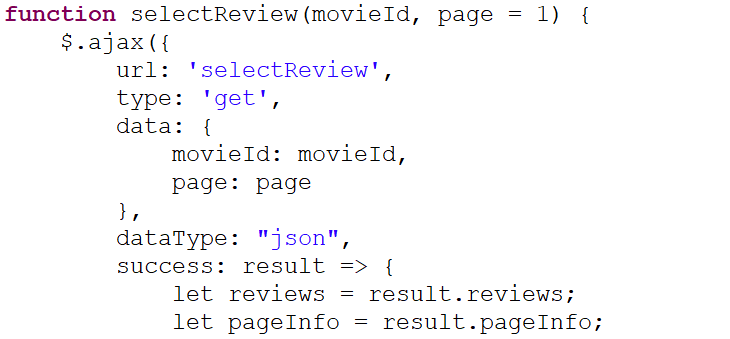 function selectReview(movieId, page = 1) {
    $.ajax({
        url: 'selectReview',
        type: 'get',
        data: {
            movieId: movieId,
            page: page
        },
        dataType: "json",
        success: result => {
            let reviews = result.reviews;
            let pageInfo = result.pageInfo;